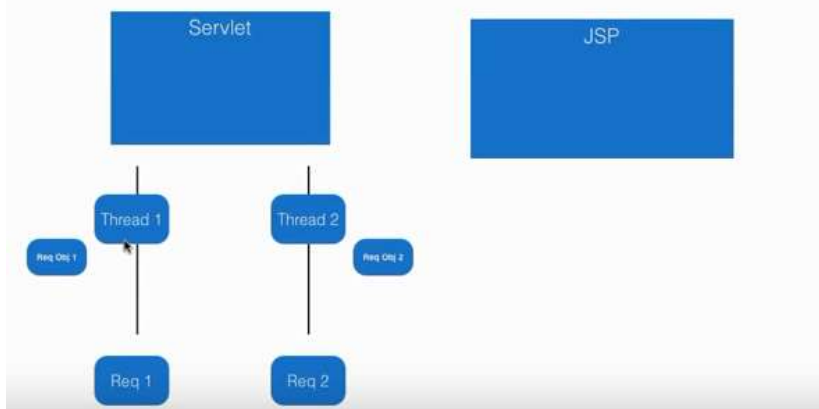 Servlet
JSP
Thread 1
Thread 2
Req Obj 1
Req Obj 2
Req 1
Req 2